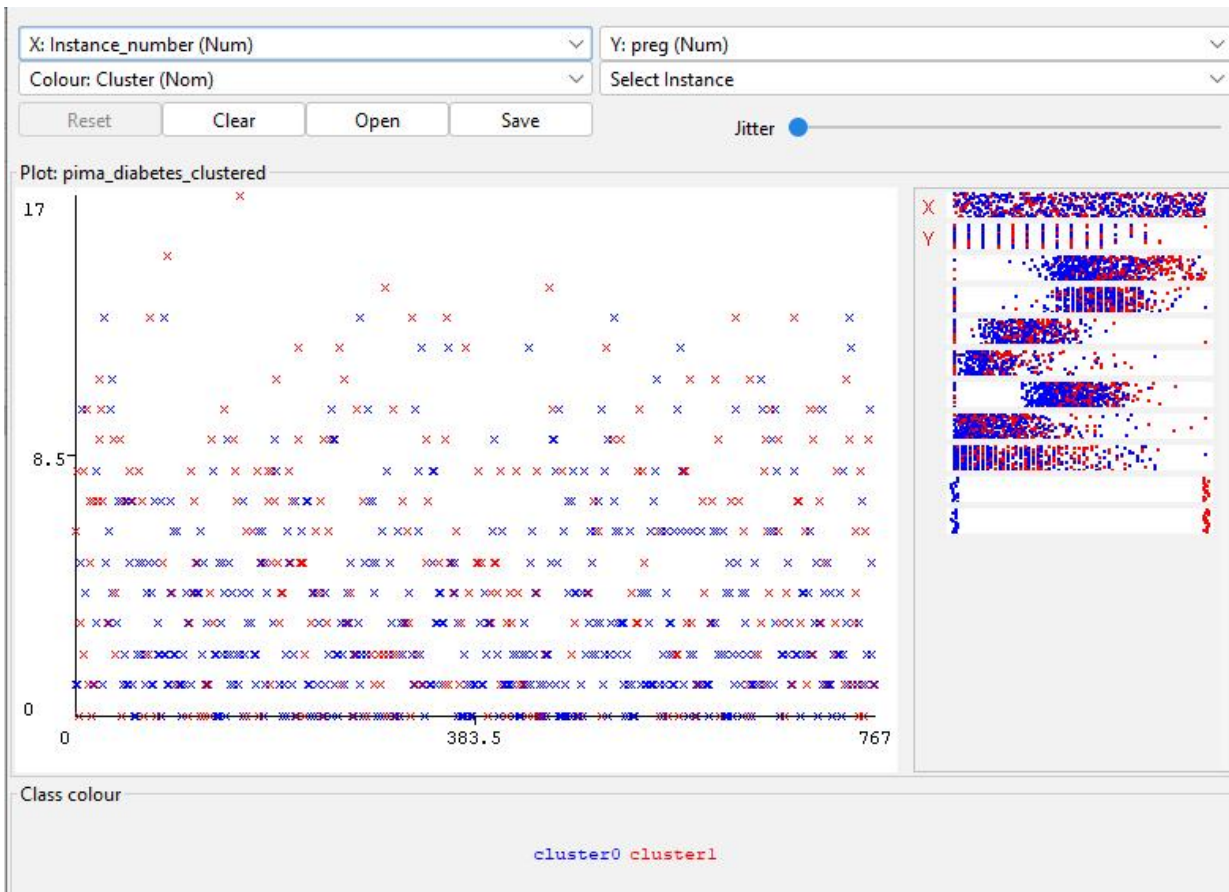 X: Instance_number (Num) Y: preg (Num)
Colour: Cluster (Nom) Select Instance
Reset Clear Open Save Jitter
Plot: pima_diabetes_clustered
17
X
Y
8.5
0
0 383.5 767
Class colour
cluster0 cluster1